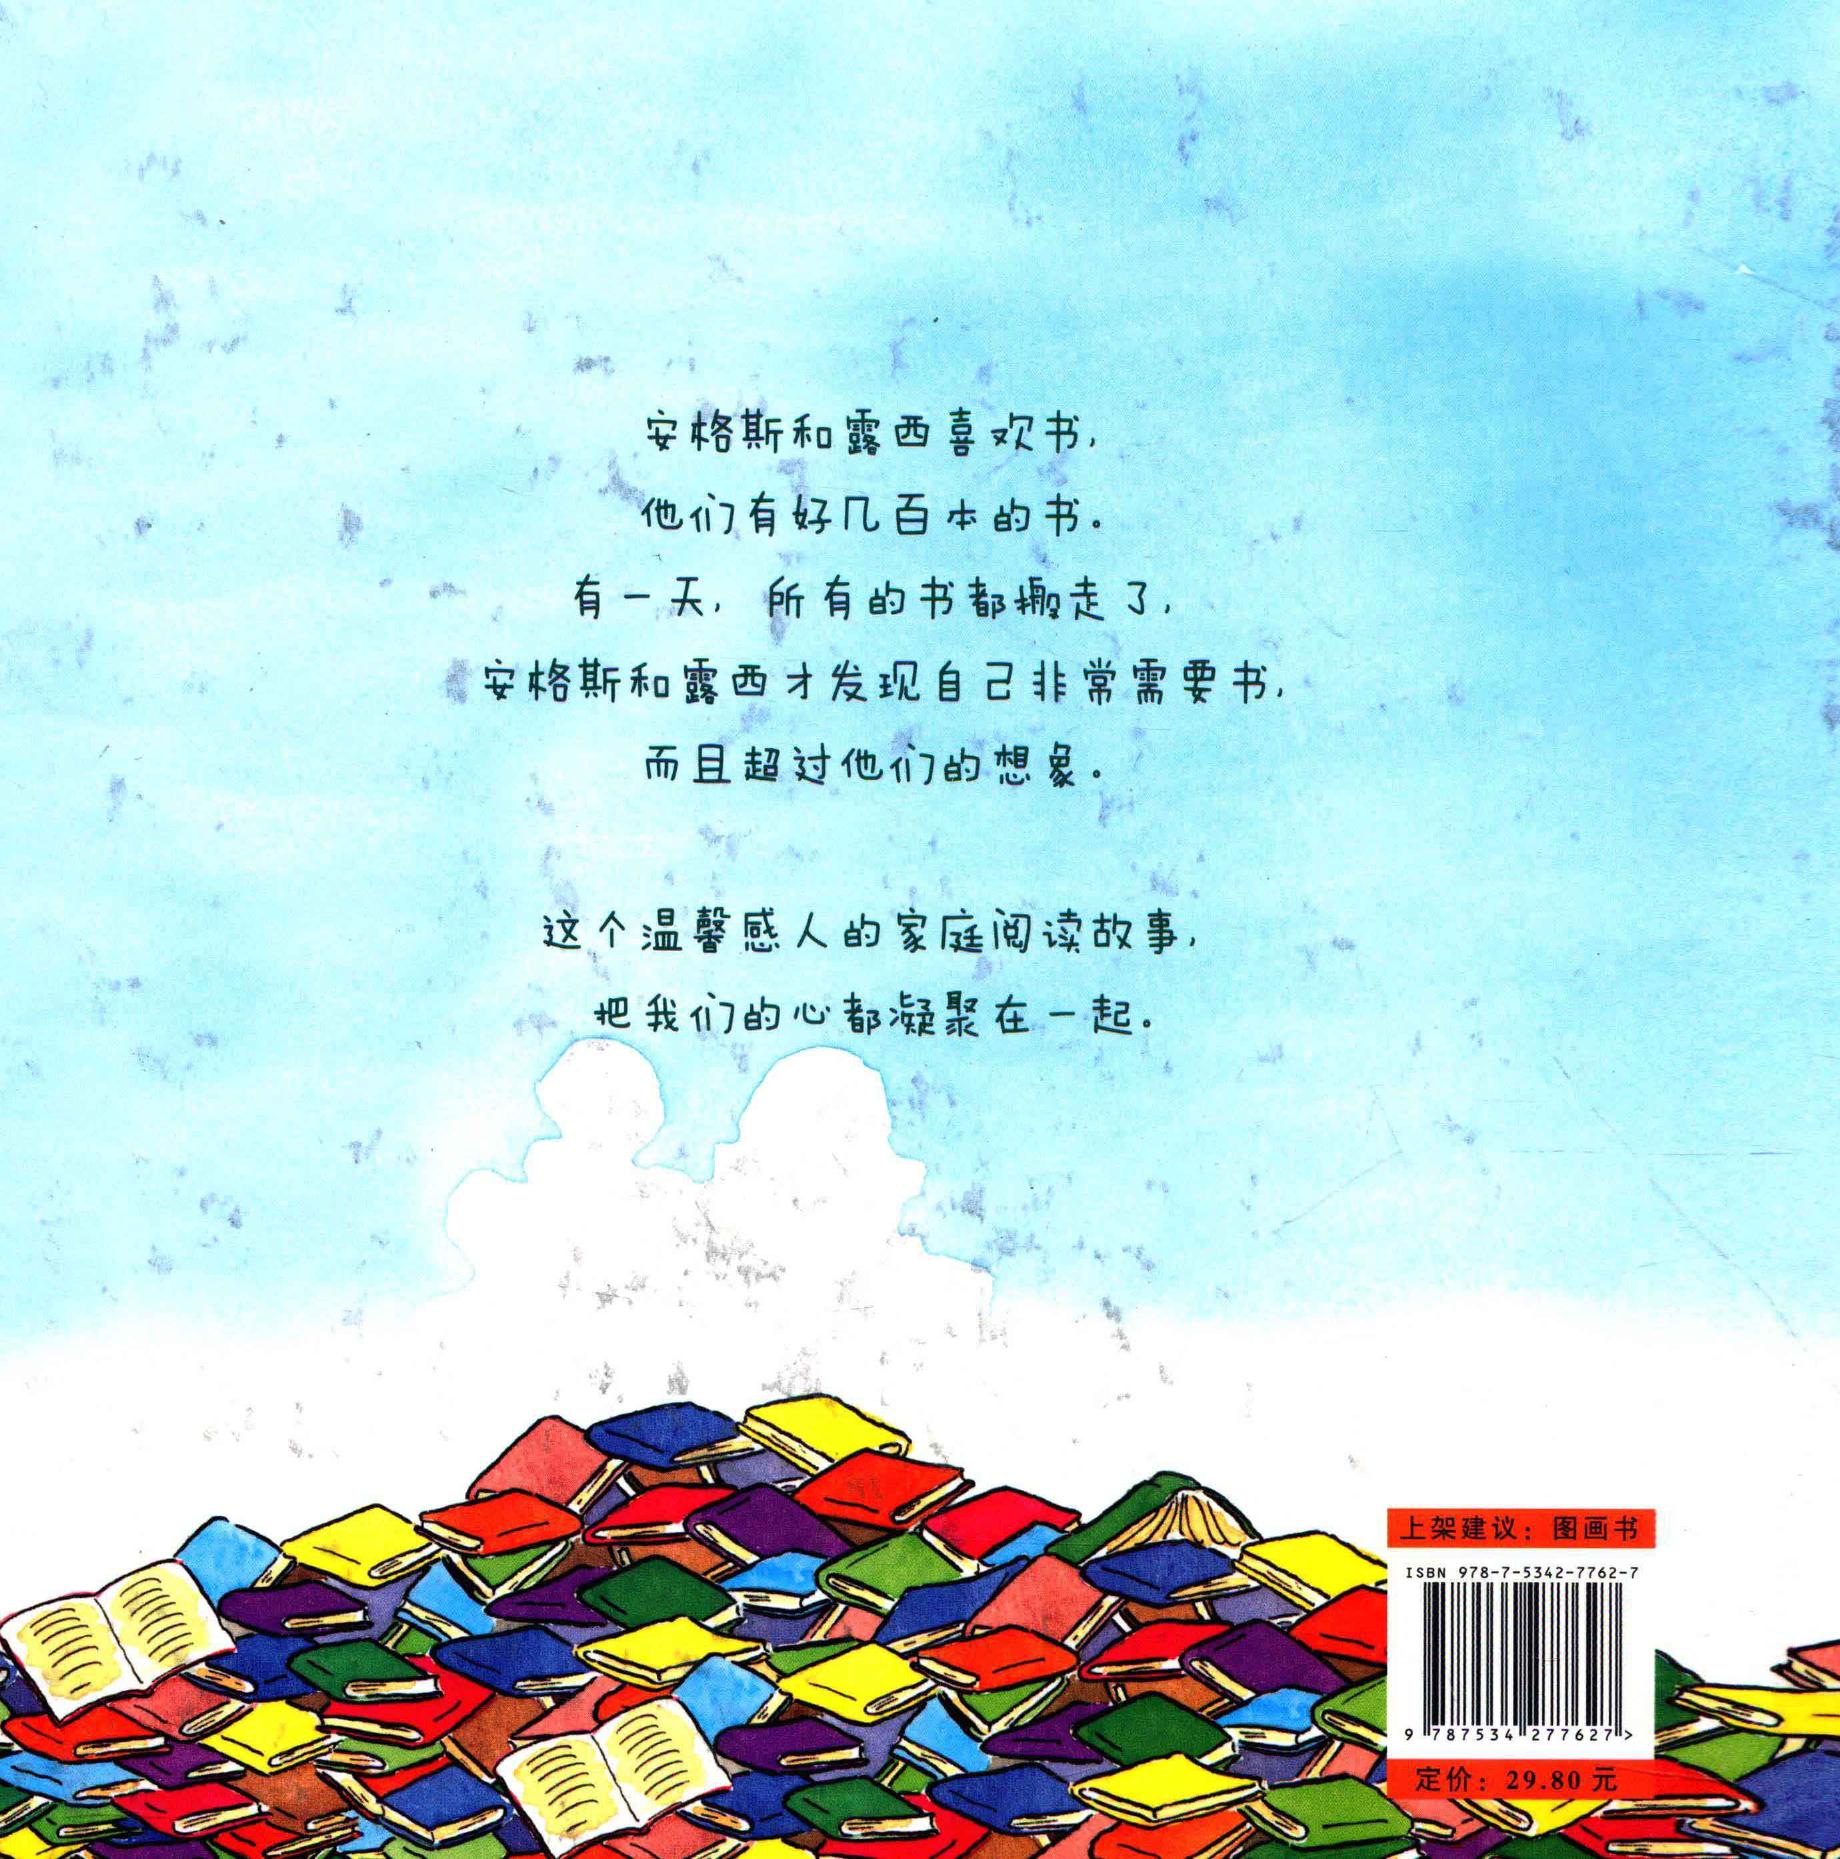 安格斯和露西喜欢书，
他们有好几百本的书。
有一天，所有的书都搬走了，
安格斯和露西才发现自己非常需要书，
而且超过他们的想象。
这个温馨感人的家庭阅读故事，
把我们的心都凝聚在一起。
上架建议：图画书
ISBN 978-7-5342-7762-7
9 787534 277627 >
定价：29.80 元